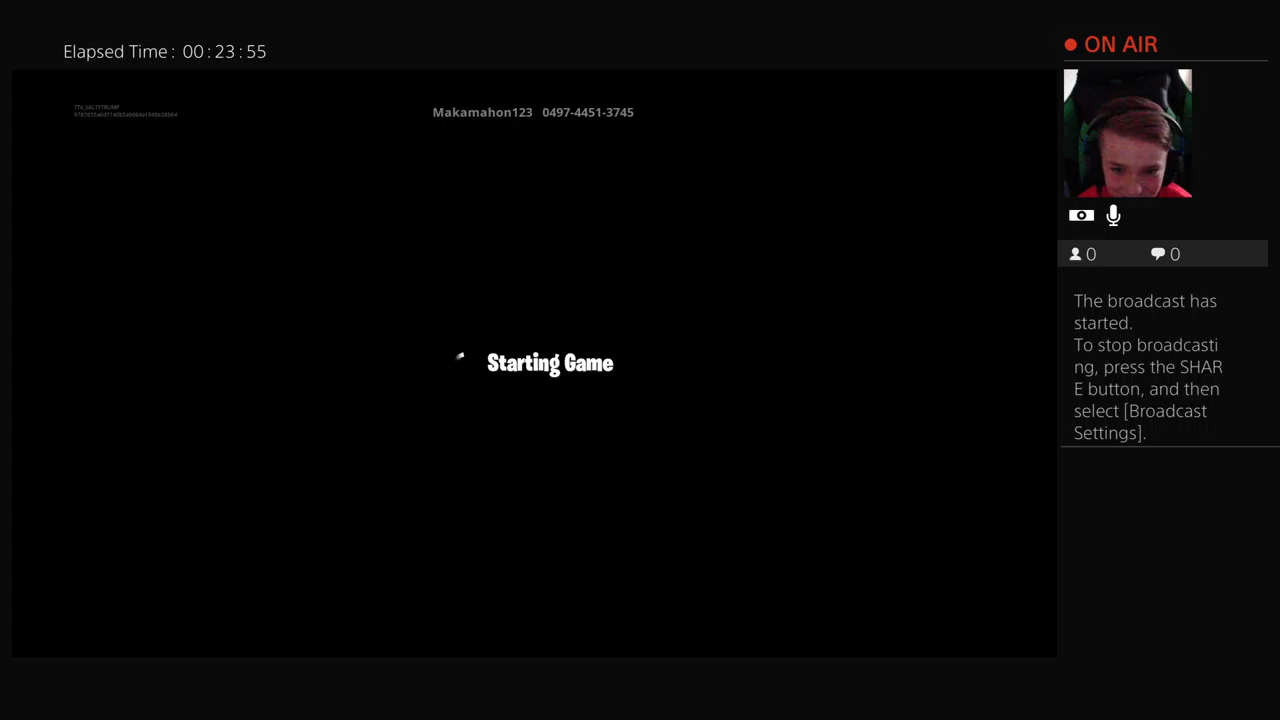 Elapsed Time: 00:23:55
ON AIR
TTV_SALTYTRUMP
Makamahon123 0497-4451-3745
0
0
The broadcast has
started.
To stop broadcasti
ng, press the SHAR
E button, and then
select [Broadcast
Settings].
Starting Game